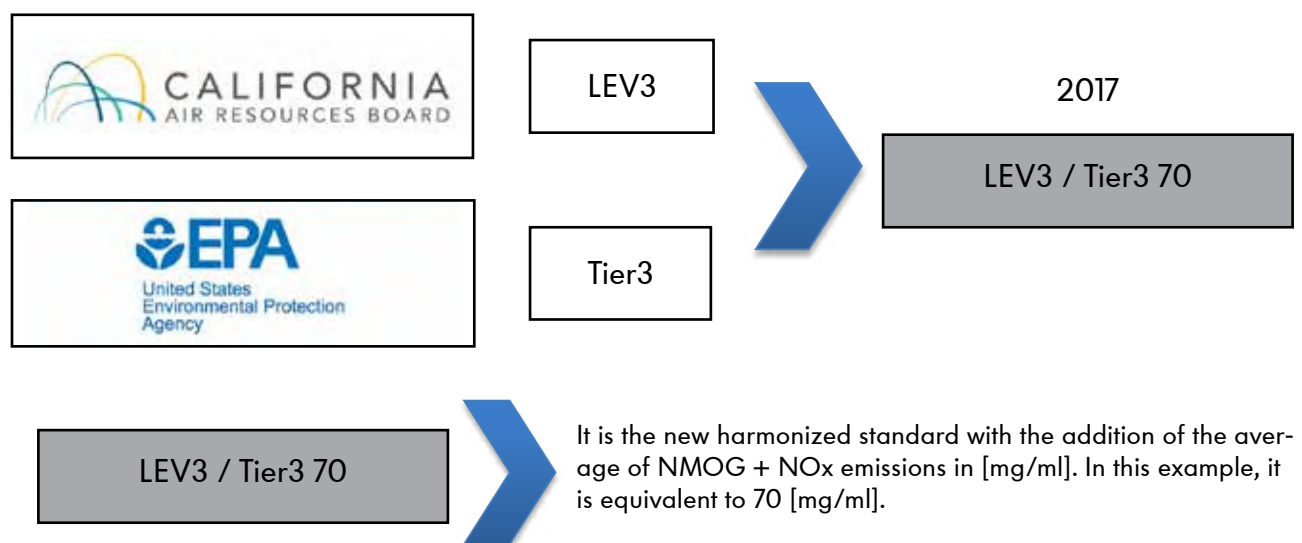 CALIFORNIA
AIR RESOURCES BOARD
LEV3
2017
LEV3 / Tier3 70
EPA
United States
Environmental Protection
Agency
Tier3
LEV3 / Tier3 70
It is the new harmonized standard with the addition of the aver-
age of NMOG + NOx emissions in [mg/ml]. In this example, it
is equivalent to 70 [mg/ml].